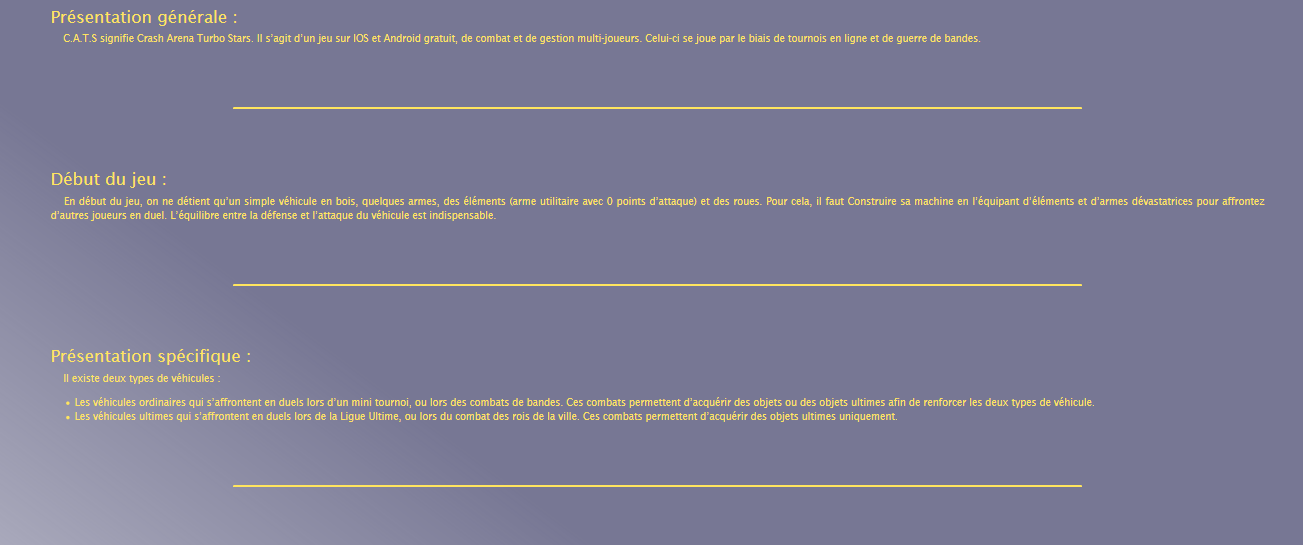 Présentation générale :
C.A.T.S signifie Crash Arena Turbo Stars. Il s'agit d'un jeu sur IOS et Android gratuit, de combat et de gestion multi-joueurs. Celui-ci se joue par le biais de tournois en ligne et de guerre de bandes.
Début du jeu :
En début du jeu, on ne détient qu'un simple véhicule en bois, quelques armes, des éléments (arme utilitaire avec 0 points d'attaque) et des roues. Pour cela, il faut Construire sa machine en l'équipant d'éléments et d'armes dévastatrices pour affrontez
d'autres joueurs en duel. L'équilibre entre la défense et l'attaque du véhicule est indispensable.
Présentation spécifique :
Il existe deux types de véhicules :
• Les véhicules ordinaires qui s'affrontent en duels lors d'un mini tournoi, ou lors des combats de bandes. Ces combats permettent d'acquérir des objets ou des objets ultimes afin de renforcer les deux types de véhicule.
• Les véhicules ultimes qui s'affrontent en duels lors de la Ligue Ultime, ou lors du combat des rois de la ville. Ces combats permettent d'acquérir des objets ultimes uniquement.